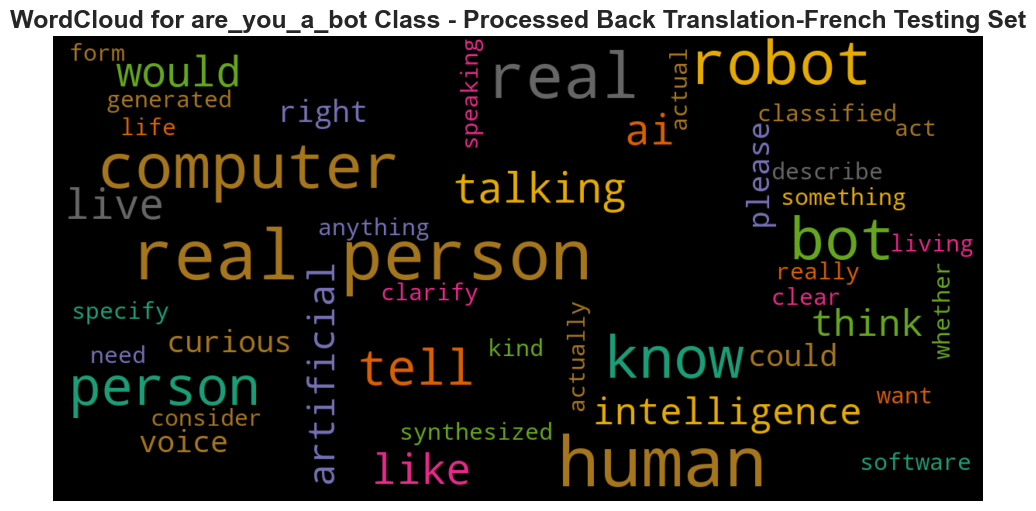 WordCloud for are_you_a_bot Class - Processed Back Translation-French Testing Set
form
would
generated
life
right
speaking
real
actual
robot
ai
classified
act
computer
live
talking
please
describe
something
real person
anything
bot
living
really
clear
clarify
specify
artificial
think
whether
need
curious
kind
actually
know
could
person
tell
consider
voice
want
intelligence
synthesized
like
human
software